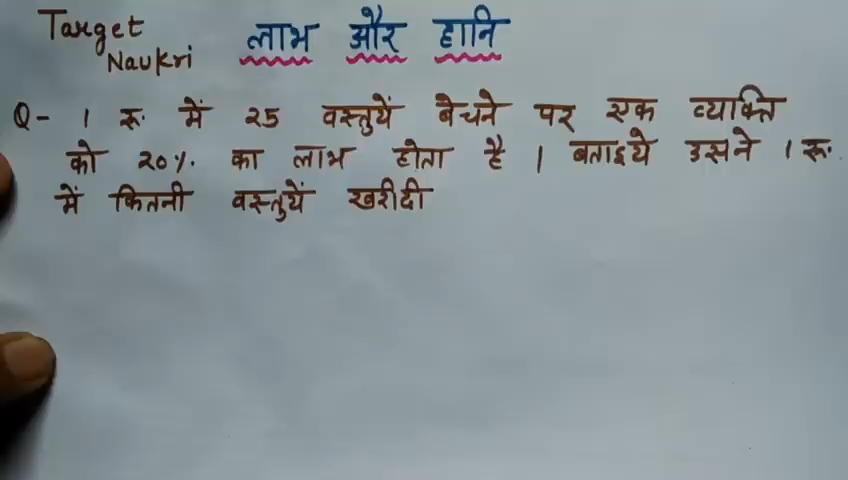 Target
Naukri
लाभ और हानि
Q- 1 रू. में 25 वस्तुयें बेचने पर एक व्यक्ति
को 20% का लाभ होता है । बताइये उसने 1 रू.
में कितनी वस्तुयें खरीदी